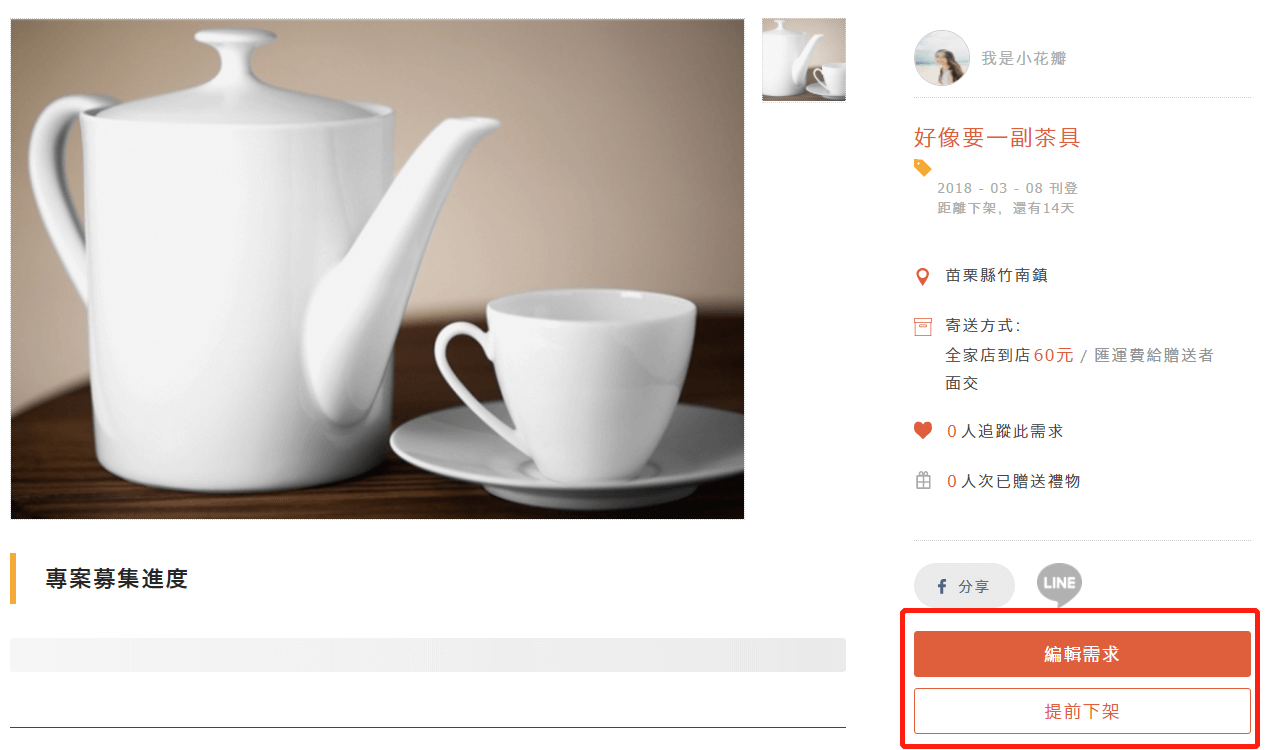 我是小花瓣
好像要一副茶具
2018 - 03 - 08 刊登
距離下架，還有14天
苗栗縣竹南鎮
寄送方式：
全家店到店60元 / 匯運費給贈送者
面交
0 人追蹤此需求
0 人次已贈送禮物
專案募集進度
分享
LINE
編輯需求
提前下架